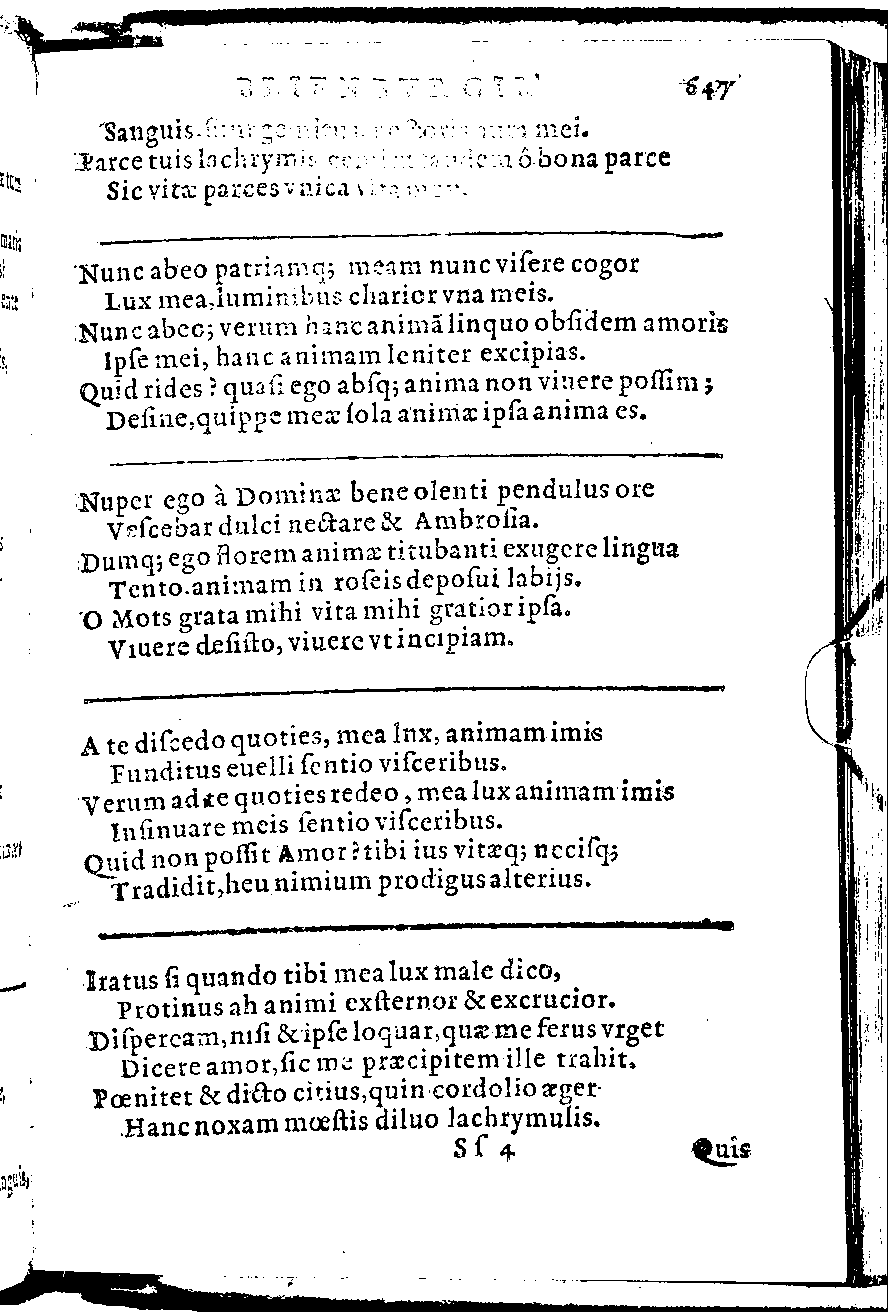 BLIENBVRGII 647
Sanguis mei.
Parce tuis lachrymis ô bona parce
Sic vitæ parces vnica
Nunc abeo patriamq; meam nunc viſere cogor
Lux mea, luminibus charior vna meis.
Nunc abeo; verum hanc animā linquo obſidem amoris
Ipſe mei, hanc animam leniter excipias.
Quid rides? quaſi ego abſq; anima non viuere poſſim;
Deſine, quippe meæ ſola animæ ipſa anima es.
Nuper ego à Dominæ bene olenti pendulus ore
Veſcebar dulci nectare & Ambroſia.
Dumq; ego florem animæ titubanti exugere lingua
Tento. animam in roſeis depoſui labijs.
O Mots grata mihi vita mihi gratior ipſa.
Viuere deſiſto, viuere vt incipiam.
A te diſcedo quoties, mea lux, animam imis
Funditus euelli ſentio viſceribus.
Verum ad te quoties redeo, mea lux animam imis
Inſinuare meis ſentio viſceribus.
Quid non poſſit Amor? tibi ius vitæq; neciſq;
Tradidit, heu nimium prodigus alterius.
Iratus ſi quando tibi mea lux male dico,
Protinus ah animi exſternor & excrucior.
Diſpeream, niſi & ipſe loquar, quæ me ferus vrget
Dicere amor, ſic me præcipitem ille trahit.
Pœnitet & dicto citius, quin cordolio æger
Hanc noxam mœſtis diluo lachrymulis.
Sſ 4 Quis